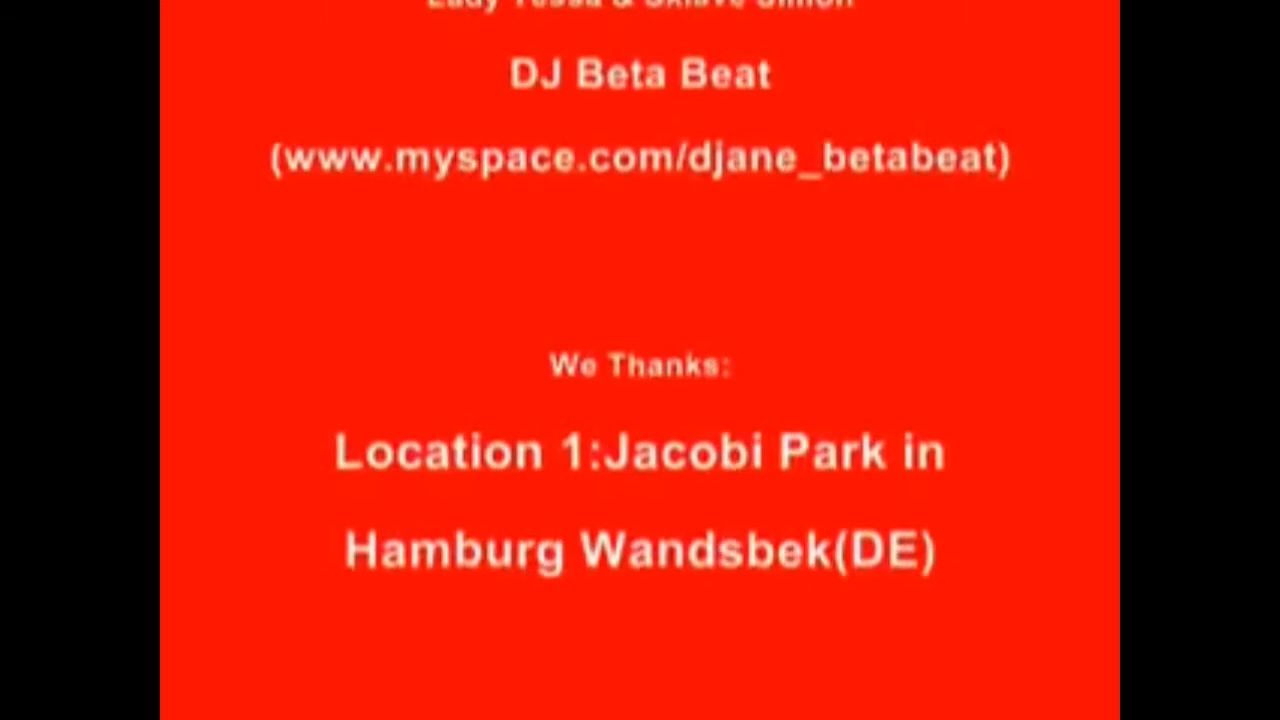 DJ Beta Beat
(www.myspace.com/djane_betabeat)
We Thanks:
Location 1:Jacobi Park in
Hamburg Wandsbek(DE)